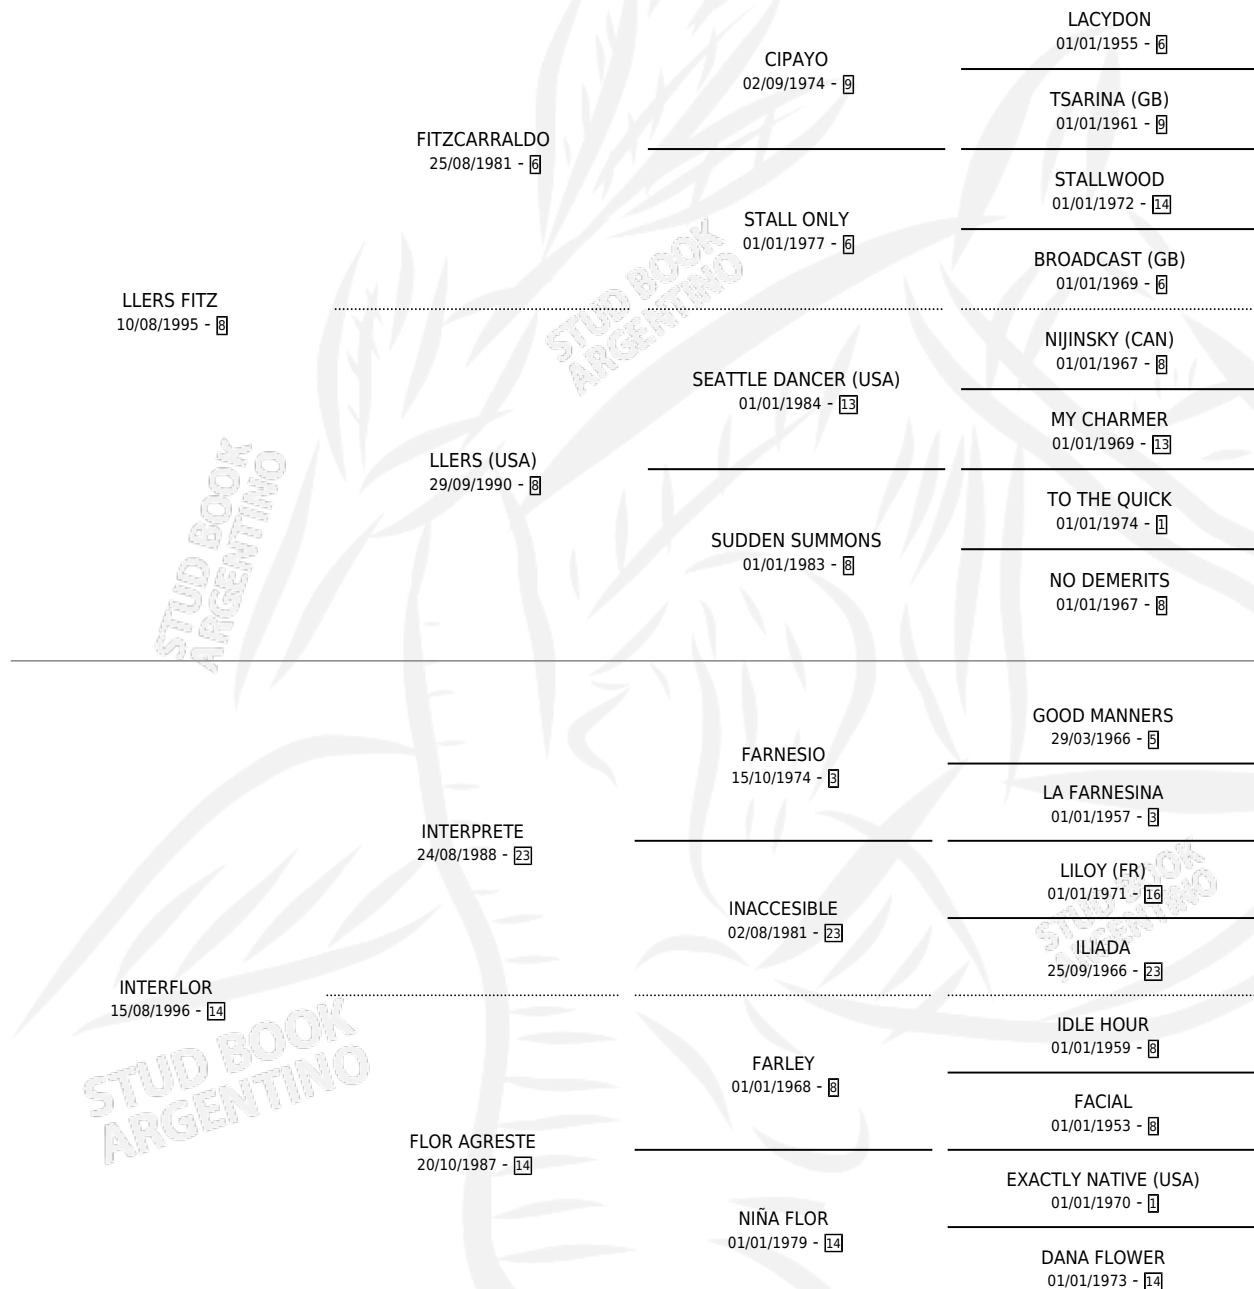 LACYDON
01/01/1955 - 6
CIPAYO
02/09/1974 - 9
TSARINA (GB)
01/01/1961 - 9
FITZCARRALDO
25/08/1981 - 6
STALLWOOD
01/01/1972 - 14
STALL ONLY
01/01/1977 - 6
BROADCAST (GB)
01/01/1969 - 6
LLERS FITZ
10/08/1995 - 8
NIJINSKY (CAN)
01/01/1967 - 8
SEATTLE DANCER (USA)
01/01/1984 - 13
MY CHARMER
01/01/1969 - 13
LLERS (USA)
29/09/1990 - 8
TO THE QUICK
01/01/1974 - 1
SUDDEN SUMMONS
01/01/1983 - 8
NO DEMERITS
01/01/1967 - 8
STUD BOOK
ARGENTINO
STUD BOOK
ARGENTINO
GOOD MANNERS
29/03/1966 - 5
FARNESIO
15/10/1974 - 3
LA FARNESINA
01/01/1957 - 3
INTERPRETE
24/08/1988 - 23
LILOY (FR)
01/01/1971 - 16
INACCESIBLE
02/08/1981 - 23
ILIADA
25/09/1966 - 23
INTERFLOR
15/08/1996 - 14
IDLE HOUR
01/01/1959 - 8
FARLEY
01/01/1968 - 8
FACIAL
01/01/1953 - 8
FLOR AGRESTE
20/10/1987 - 14
EXACTLY NATIVE (USA)
01/01/1970 - 1
NIÑA FLOR
01/01/1979 - 14
DANA FLOWER
01/01/1973 - 14
STUD BOOK
ARGENTINO
STUD BOOK
ARGENTINO